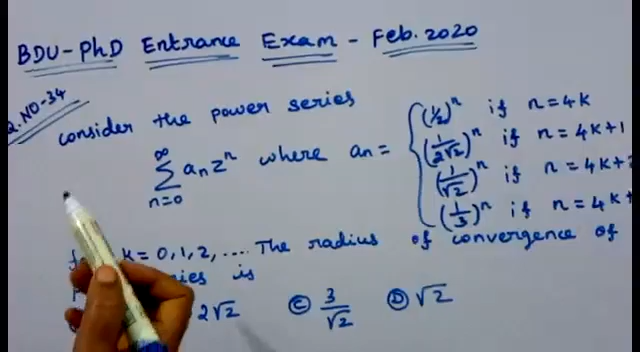 BDU-PhD Entrance Exam - Feb.2020
Q.NO-34
consider the power series
∞
Σ aₙzⁿ where aₙ =
n=0
(1/2)ⁿ if n=4k
(1/2√2)ⁿ if n=4k+1
(1/√2)ⁿ if n=4k+
(1/3)ⁿ if n=4k+
k=0,1,2,.... The radius of convergence of
is
2√2 Ⓒ 3/√2 Ⓓ √2